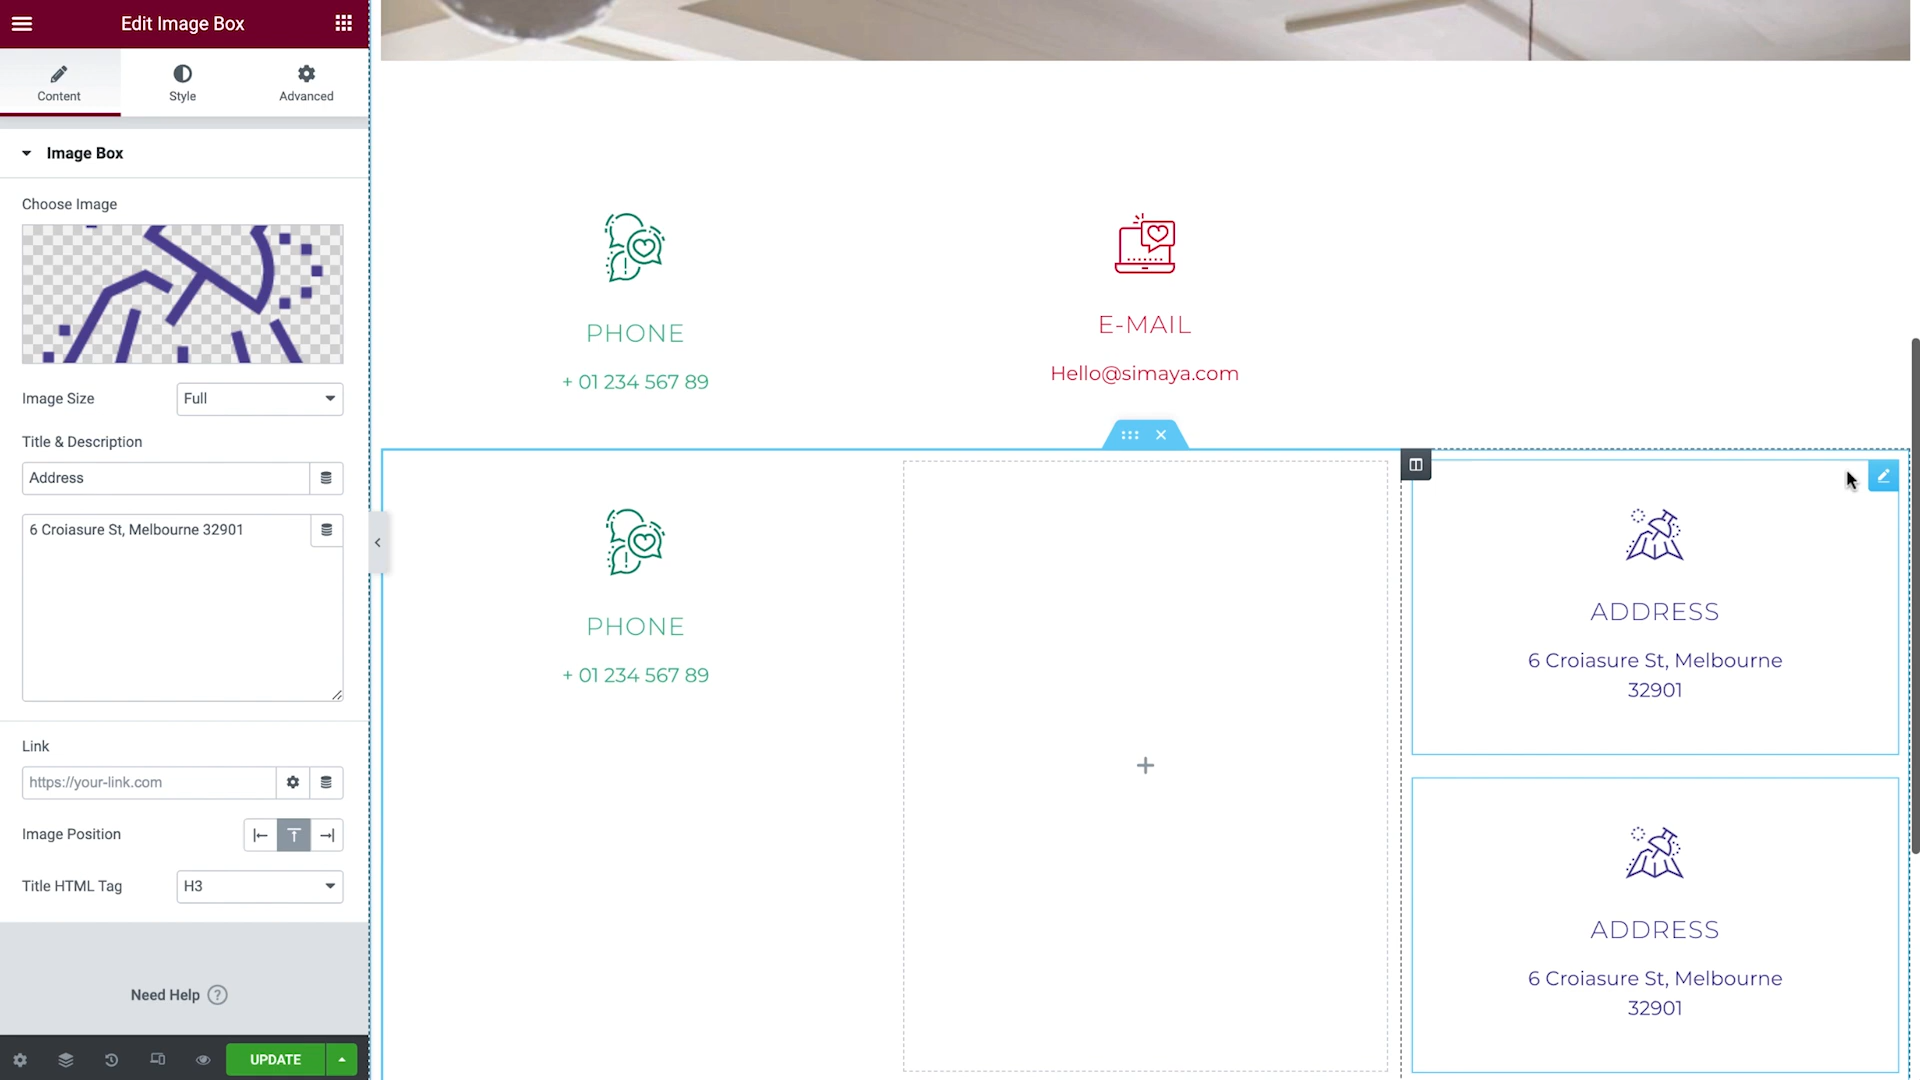 Edit Image Box
Content
Style
Advanced
Image Box
Choose Image
Image Size
Full
Title & Description
Address
6 Croiasure St, Melbourne 32901
Link
https://your-link.com
Image Position
Title HTML Tag
H3
Need Help ?
UPDATE
PHONE
+ 01 234 567 89
E-MAIL
Hello@simaya.com
PHONE
+ 01 234 567 89
ADDRESS
6 Croiasure St, Melbourne
32901
ADDRESS
6 Croiasure St, Melbourne
32901